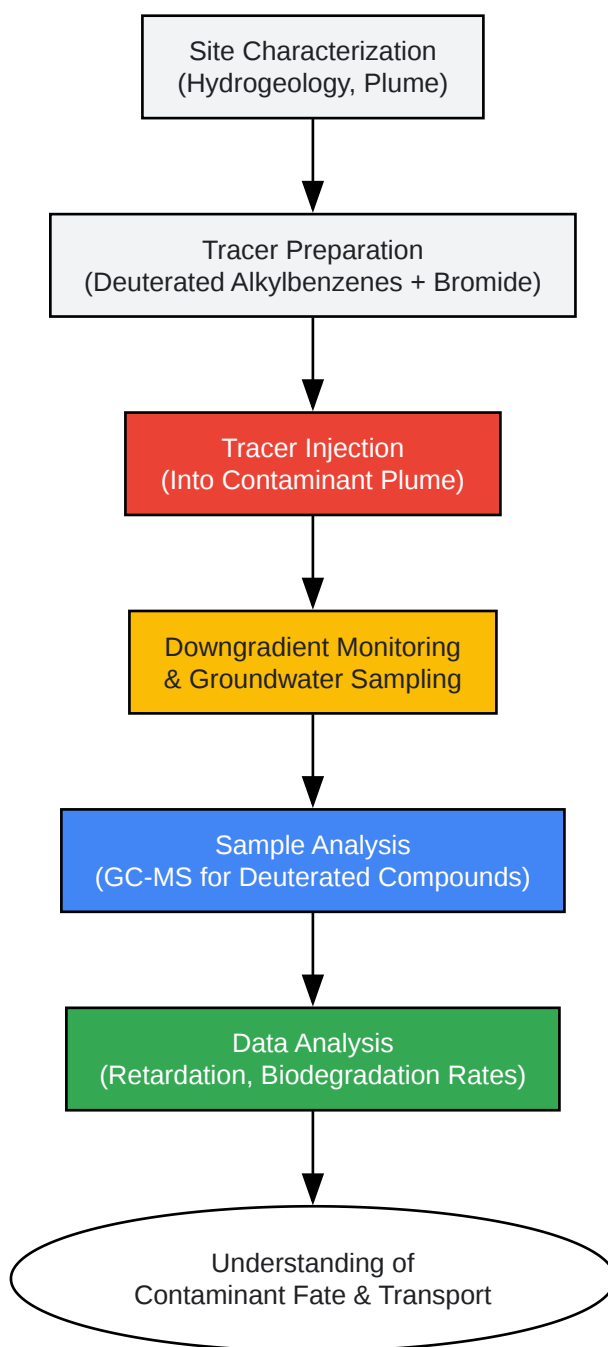 Site Characterization
(Hydrogeology, Plume)
Tracer Preparation
(Deuterated Alkylbenzenes + Bromide)
Tracer Injection
(Into Contaminant Plume)
Downgradient Monitoring
& Groundwater Sampling
Sample Analysis
(GC-MS for Deuterated Compounds)
Data Analysis
(Retardation, Biodegradation Rates)
Understanding of
Contaminant Fate & Transport